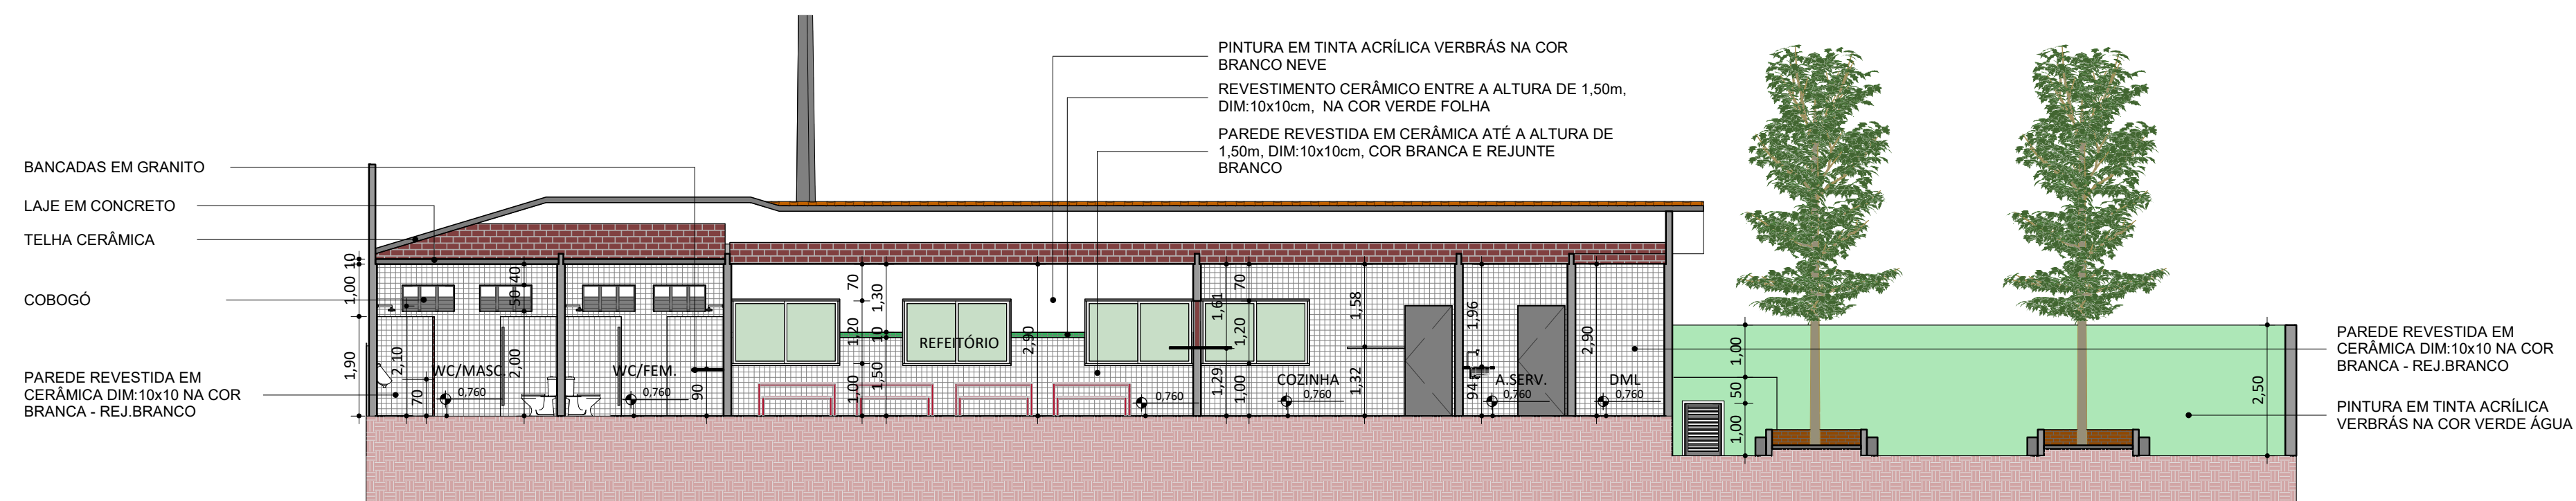 PINTURA EM TINTA ACRÍLICA VERBRÁS NA COR
BRANCO NEVE
REVESTIMENTO CERÂMICO ENTRE A ALTURA DE 1,50m,
DIM:10x10cm, NA COR VERDE FOLHA
PAREDE REVESTIDA EM CERÂMICA ATÉ A ALTURA DE
1,50m, DIM:10x10cm, COR BRANCA E REJUNTE
BRANCO
BANCADAS EM GRANITO
LAJE EM CONCRETO
TELHA CERÂMICA
COBOGÓ
PAREDE REVESTIDA EM
CERÂMICA DIM:10x10 NA COR
BRANCA - REJ.BRANCO
10
1,00
1,90
2,10
70
WC/MASC.
0,760
40
50
2,00
WC/FEM.
0,760
90
70
1,20
1,00
1,30
10
1,50
REFEITÓRIO
2,90
0,760
1,61
1,29
70
1,20
1,00
COZINHA
0,760
1,58
1,32
1,96
94
A.SERV.
0,760
2,90
DML
0,760
1,00
50
1,00
2,50
PAREDE REVESTIDA EM
CERÂMICA DIM:10x10 NA COR
BRANCA - REJ.BRANCO
PINTURA EM TINTA ACRÍLICA
VERBRÁS NA COR VERDE ÁGUA